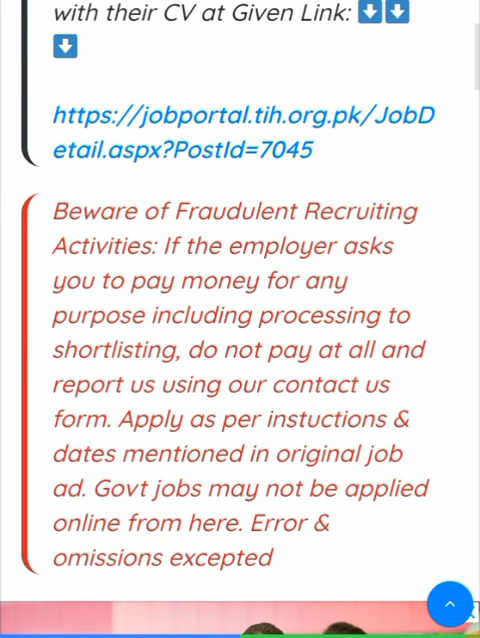 with their CV at Given Link: ⬇️⬇️
⬇️
https://jobportal.tih.org.pk/JobD
etail.aspx?PostId=7045
Beware of Fraudulent Recruiting
Activities: If the employer asks
you to pay money for any
purpose including processing to
shortlisting, do not pay at all and
report us using our contact us
form. Apply as per instuctions &
dates mentioned in original job
ad. Govt jobs may not be applied
online from here. Error &
omissions excepted